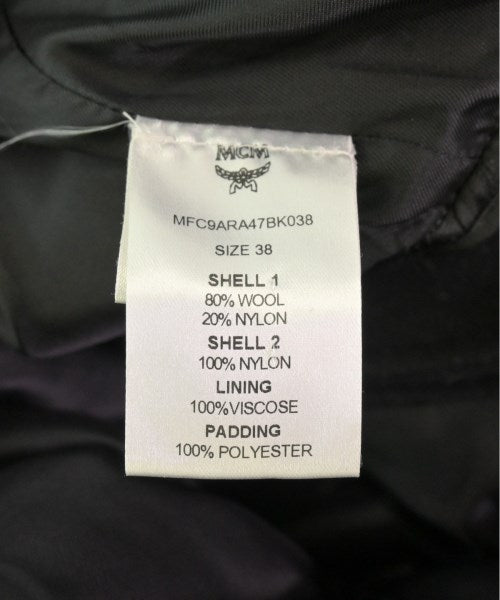 MCM
MFC9ARA47BK038
SIZE 38
SHELL 1
80% WOOL
20% NYLON
SHELL 2
100% NYLON
LINING
100%VISCOSE
PADDING
100% POLYESTER